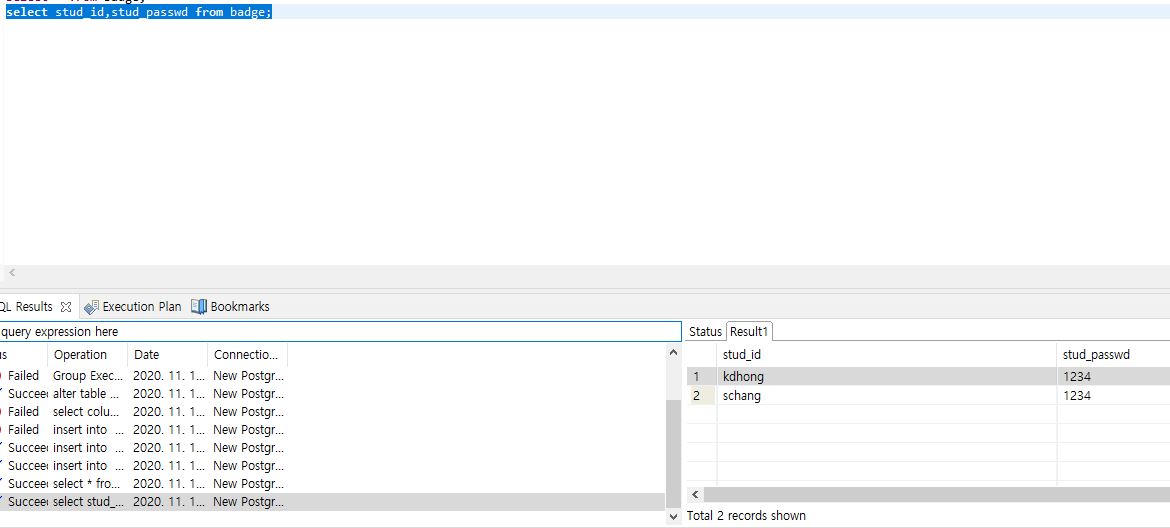 select stud_id,stud_passwd from badge;
QL Results Execution Plan Bookmarks
query expression here
us Operation Date Connectio...
Failed Group Exec... 2020. 11. 1... New Postgr...
Succee alter table ... 2020. 11. 1... New Postgr...
Failed select colu... 2020. 11. 1... New Postgr...
Failed insert into ... 2020. 11. 1... New Postgr...
Succee insert into ... 2020. 11. 1... New Postgr...
Succee insert into ... 2020. 11. 1... New Postgr...
Succee select * fro... 2020. 11. 1... New Postgr...
Succee select stud_... 2020. 11. 1... New Postgr...
Status Result1
stud_id stud_passwd
1 kdhong 1234
2 schang 1234
Total 2 records shown